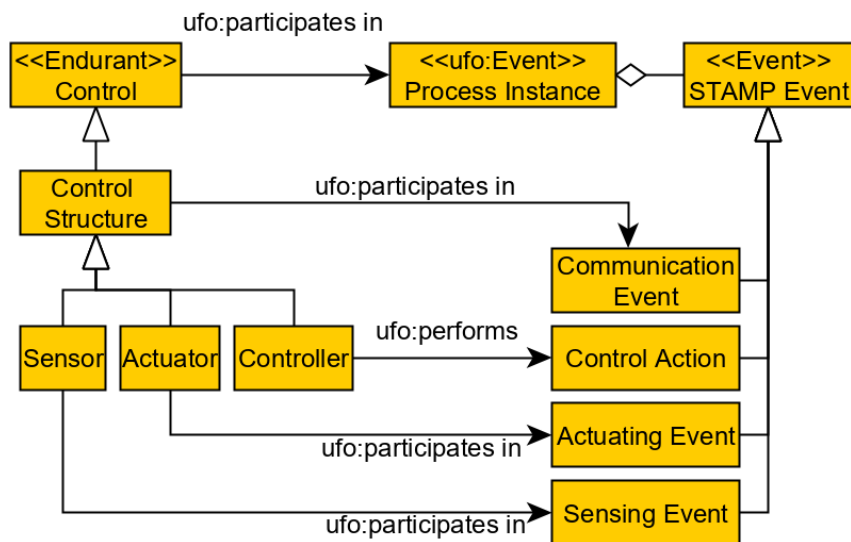 ufo:participates in
<<Endurant>>
Control
<<ufo:Event>>
Process Instance
<<Event>>
STAMP Event
Control
Structure
ufo:participates in
Communication
Event
Sensor
Actuator
Controller
ufo:performs
Control Action
Actuating Event
ufo:participates in
Sensing Event
ufo:participates in